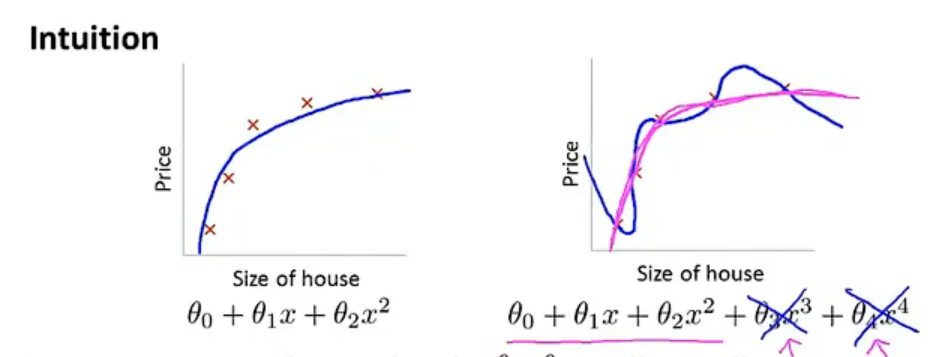 Intuition
Price
Size of house
θ₀ + θ₁x + θ₂x²
Price
Size of house
θ₀ + θ₁x + θ₂x² + θ₃x³ + θ₄x⁴